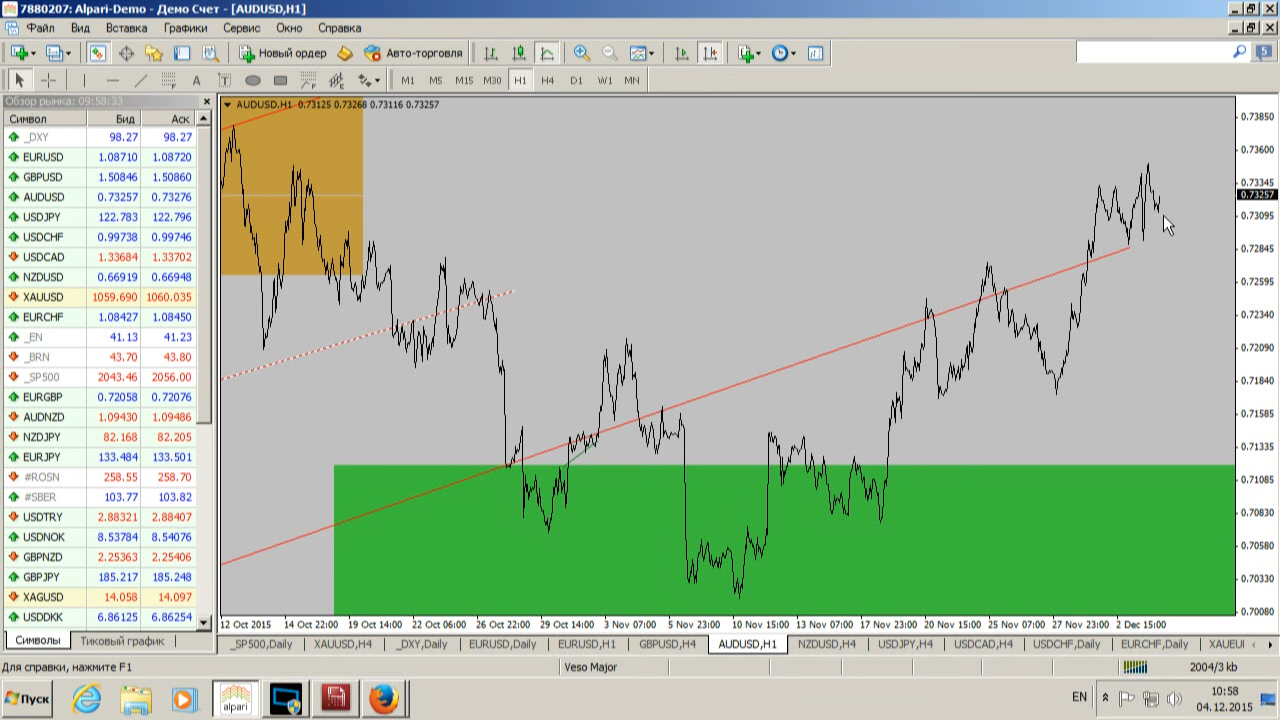 7880207: Alpari-Demo - Демо Счет - [AUDUSD,H1]
Файл Вид Вставка Графики Сервис Окно Справка
Новый ордер Авто-торговля 5
A T M1 M5 M15 M30 H1 H4 D1 W1 MN
Обзор рынка: 09:58:33
Символ Бид Аск
_DXY 98.27 98.27
EURUSD 1.08710 1.08720
GBPUSD 1.50846 1.50860
AUDUSD 0.73257 0.73276
USDJPY 122.783 122.796
USDCHF 0.99738 0.99746
USDCAD 1.33684 1.33702
NZDUSD 0.66919 0.66948
XAUUSD 1059.690 1060.035
EURCHF 1.08427 1.08450
_EN 41.13 41.23
_BRN 43.70 43.80
_SP500 2043.46 2056.00
EURGBP 0.72058 0.72076
AUDNZD 1.09430 1.09486
NZDJPY 82.168 82.205
EURJPY 133.484 133.501
#ROSN 258.55 258.70
#SBER 103.77 103.82
USDTRY 2.88321 2.88407
USDNOK 8.53784 8.54076
GBPNZD 2.25363 2.25406
GBPJPY 185.217 185.248
XAGUSD 14.058 14.097
USDDKK 6.86125 6.86254
Символы Тиковый график
AUDUSD,H1 0.73125 0.73268 0.73116 0.73257
0.73850
0.73600
0.73345
0.73257
0.73095
0.72845
0.72595
0.72340
0.72090
0.71840
0.71585
0.71335
0.71085
0.70830
0.70580
0.70330
0.70080
12 Oct 2015 14 Oct 22:00 19 Oct 14:00 22 Oct 06:00 26 Oct 22:00 29 Oct 14:00 3 Nov 07:00 5 Nov 23:00 10 Nov 15:00 13 Nov 07:00 17 Nov 23:00 20 Nov 15:00 25 Nov 07:00 27 Nov 23:00 2 Dec 15:00
_SP500,Daily XAUUSD,H4 _DXY,Daily EURUSD,Daily EURUSD,H1 GBPUSD,H4 AUDUSD,H1 NZDUSD,H4 USDJPY,H4 USDCAD,H4 USDCHF,Daily EURCHF,Daily XAUEUI
Для справки, нажмите F1 Veso Major 2004/3 kb
Пуск alpari EN 10:58
04.12.2015